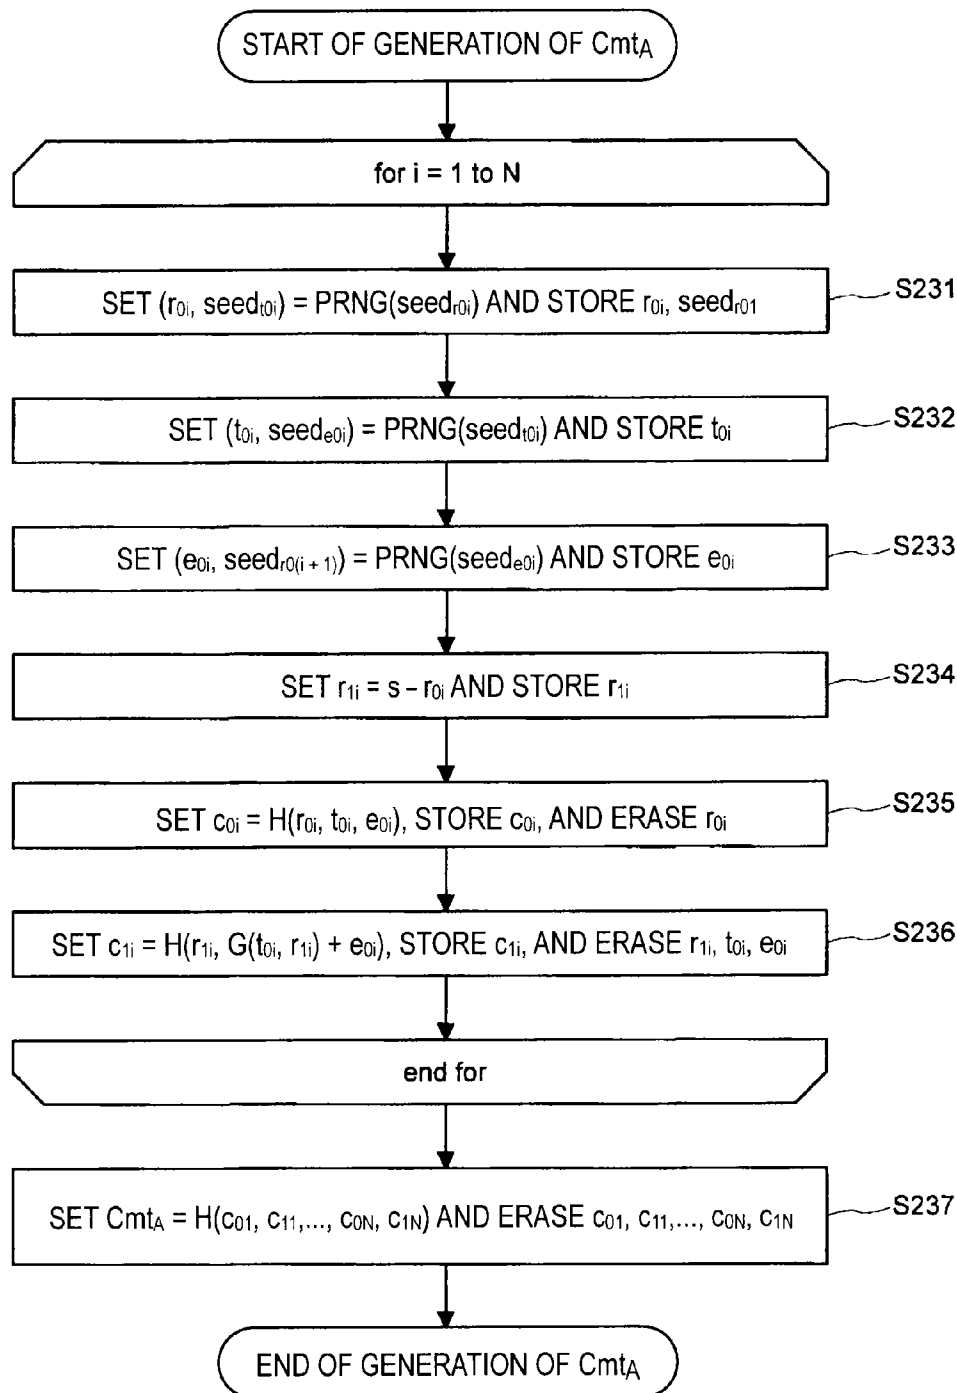 START OF GENERATION OF CmtA
for i = 1 to N
SET (r0i, seedt0i) = PRNG(seedr0i) AND STORE r0i, seedr01
S231
SET (t0i, seede0i) = PRNG(seedt0i) AND STORE t0i
S232
SET (e0i, seedr0(i + 1)) = PRNG(seede0i) AND STORE e0i
S233
SET r1i = s – r0i AND STORE r1i
S234
SET c0i = H(r0i, t0i, e0i), STORE c0i, AND ERASE r0i
S235
SET c1i = H(r1i, G(t0i, r1i) + e0i), STORE c1i, AND ERASE r1i, t0i, e0i
S236
end for
SET CmtA = H(c01, c11,..., c0N, c1N) AND ERASE c01, c11,..., c0N, c1N
S237
END OF GENERATION OF CmtA